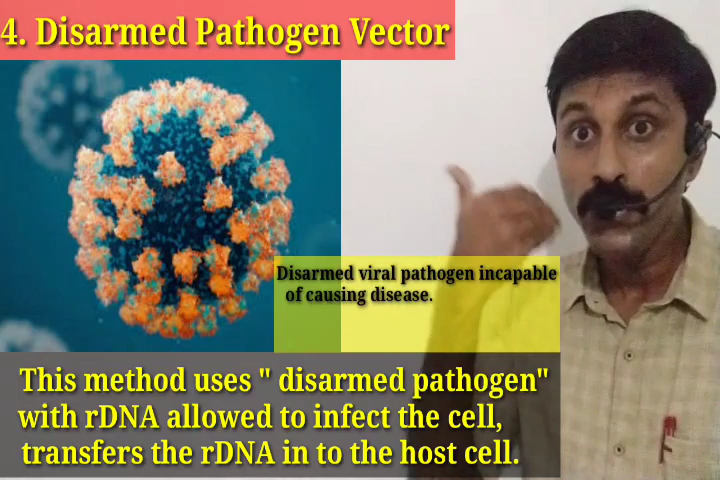 4. Disarmed Pathogen Vector
Disarmed viral pathogen incapable
of causing disease.
This method uses " disarmed pathogen"
with rDNA allowed to infect the cell,
transfers the rDNA in to the host cell.